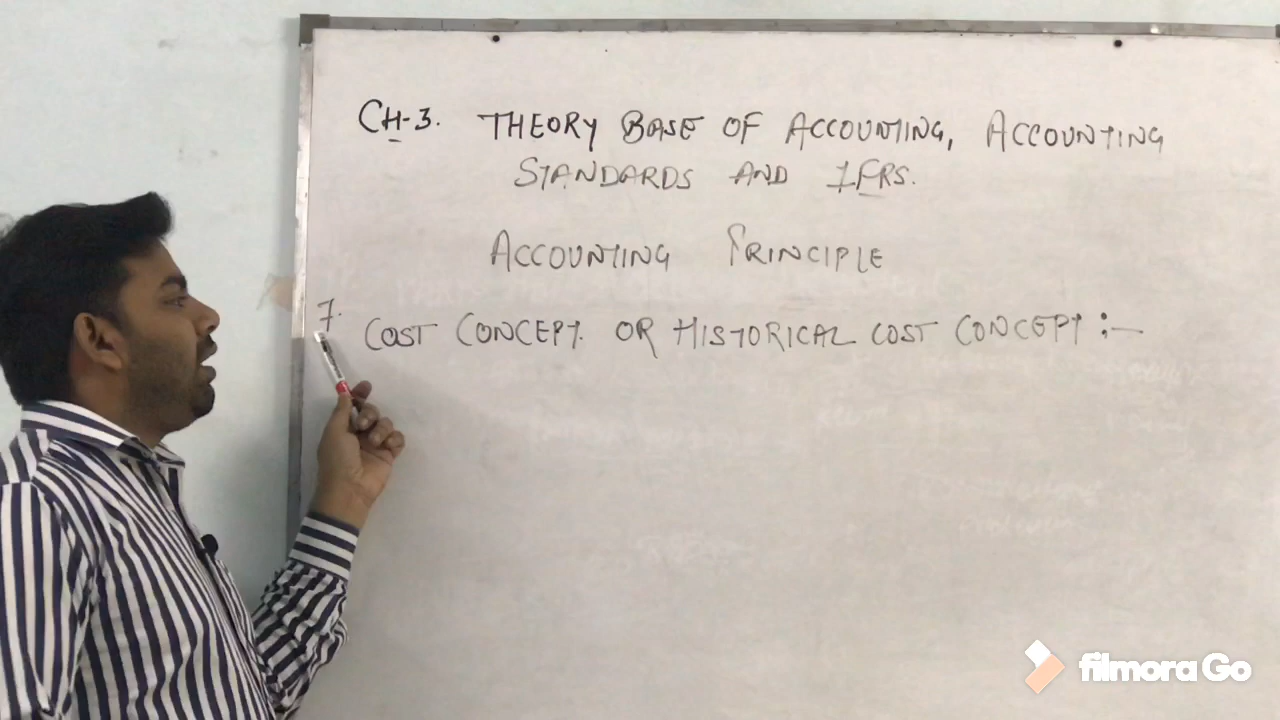 CH-3. THEORY BASE OF ACCOUNTING, ACCOUNTING
STANDARDS AND IFRS.
ACCOUNTING PRINCIPLE
7. COST CONCEPT. OR HISTORICAL COST CONCEPT :-
filmora Go